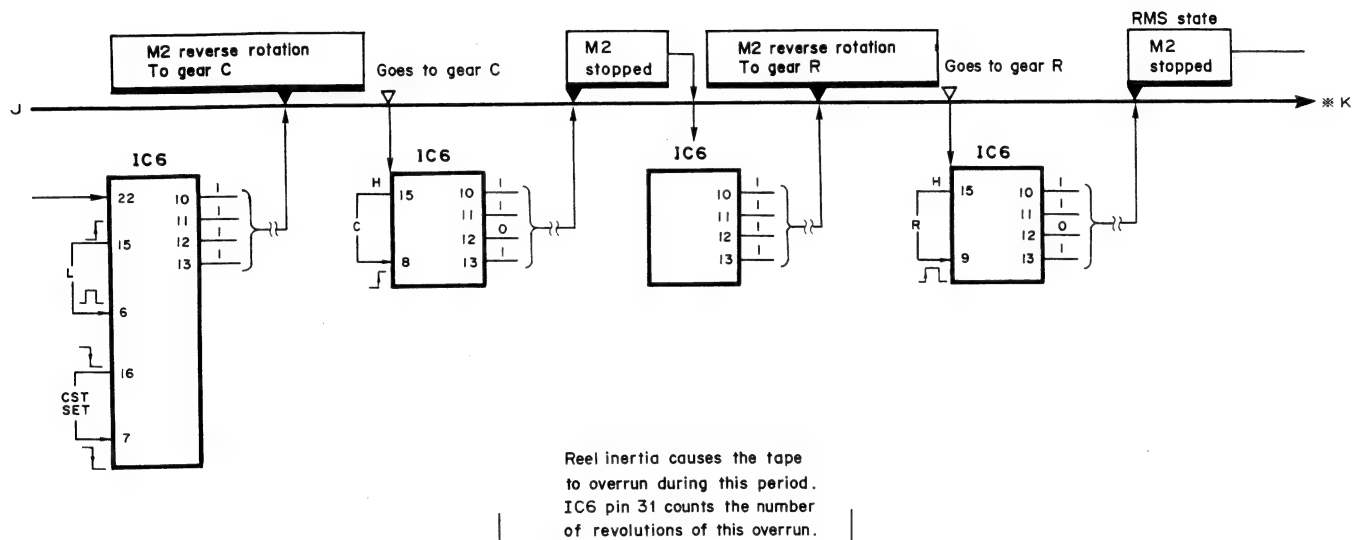 RMS state
M2 reverse rotation
To gear C
Goes to gear C
M2
stopped
M2 reverse rotation
To gear R
Goes to gear R
M2
stopped
J
※ K
IC6
22
15
6
16
7
L
CST
SET
10 1
11 1
12 1
13 1
IC6
H
15
C
8
10 1
11 1
12 0
13 1
IC6
10 1
11 1
12 1
13 1
IC6
H
15
R
9
10 1
11 1
12 0
13 1
Reel inertia causes the tape
to overrun during this period.
IC6 pin 31 counts the number
of revolutions of this overrun.